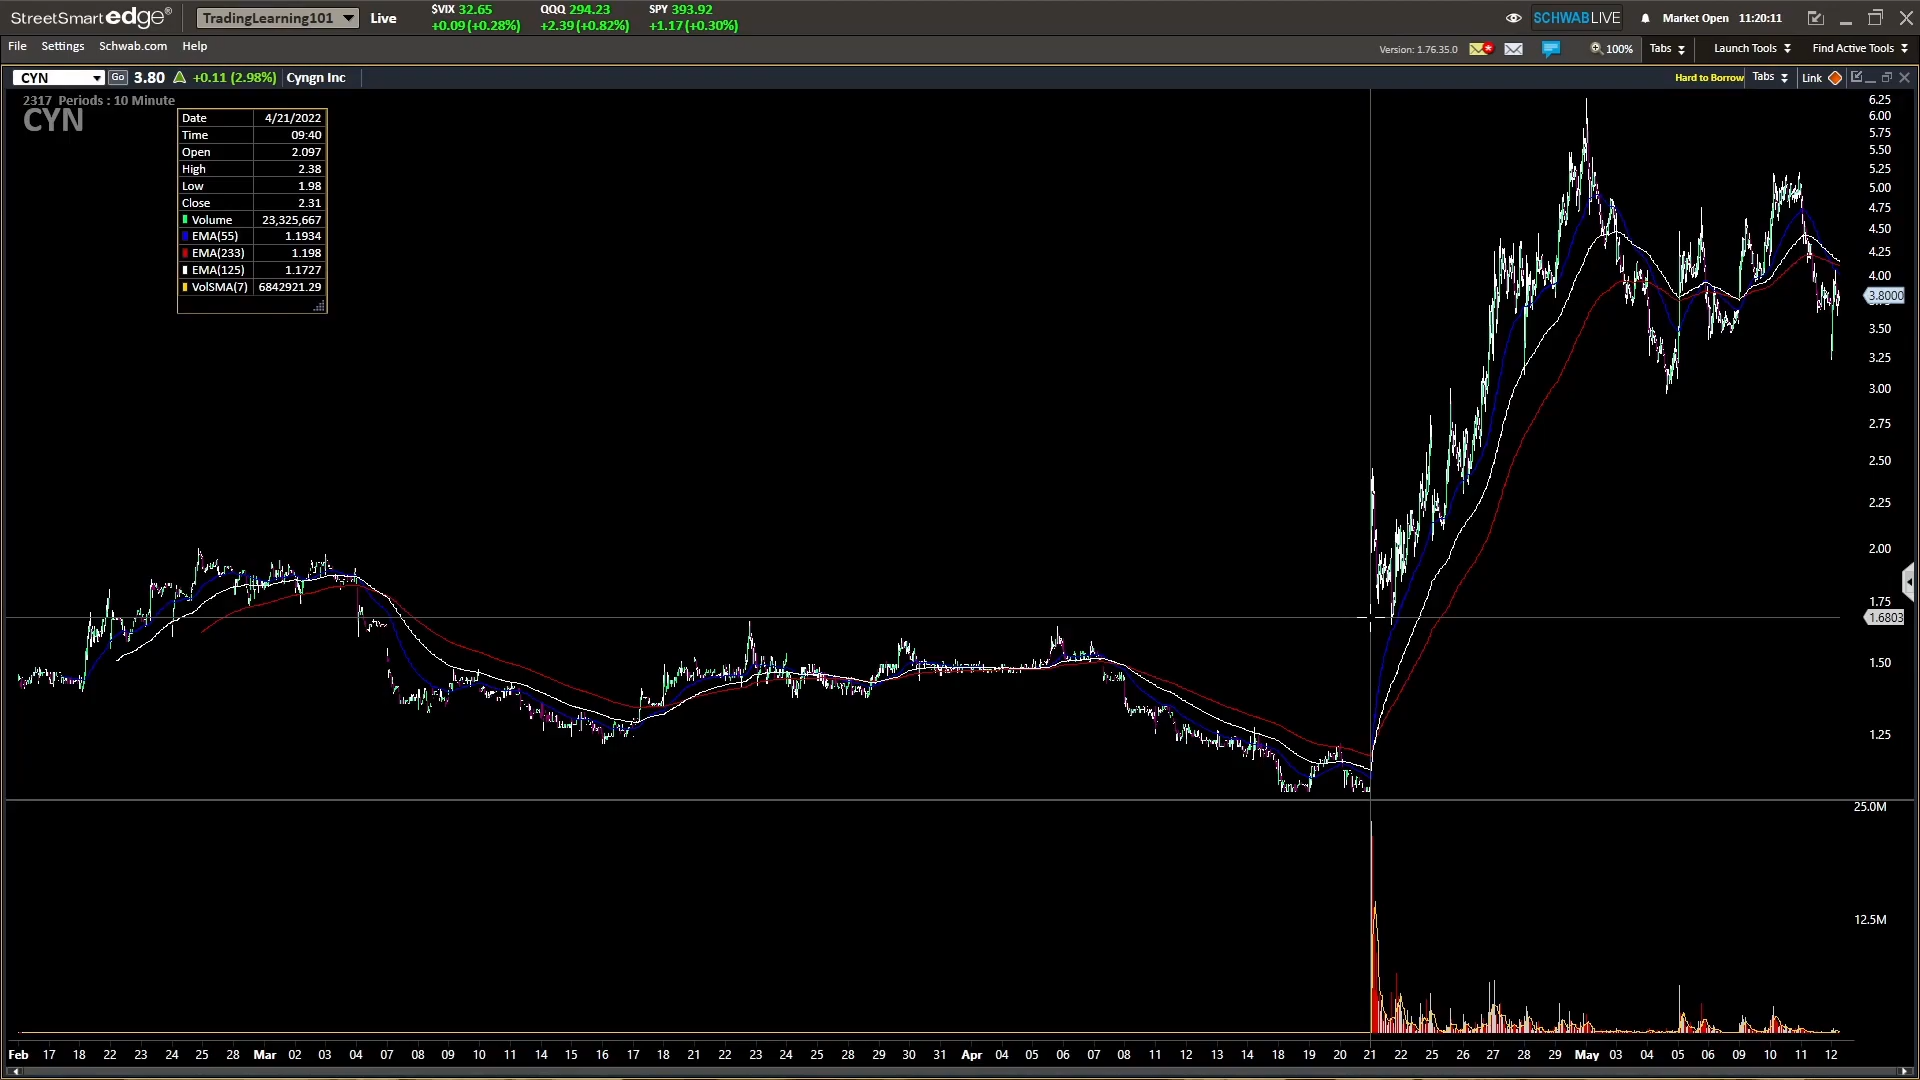 StreetSmart edge® TradingLearning101 Live $VIX 32.65 QQQ 294.23 SPY 393.92 SCHWABLIVE Market Open 11:20:11
+0.09 (+0.28%) +2.39 (+0.82%) +1.17 (+0.30%)
File Settings Schwab.com Help Version: 1.76.35.0 100% Tabs Launch Tools Find Active Tools
CYN Go 3.80 +0.11 (2.98%) Cyngn Inc Hard to Borrow Tabs Link
2317 Periods : 10 Minute
CYN
Date 4/21/2022
Time 09:40
Open 2.097
High 2.38
Low 1.98
Close 2.31
Volume 23,325,667
EMA(55) 1.1934
EMA(233) 1.198
EMA(125) 1.1727
VolSMA(7) 6842921.29
6.25
6.00
5.75
5.50
5.25
5.00
4.75
4.50
4.25
4.00
3.8000
3.50
3.25
3.00
2.75
2.50
2.25
2.00
1.75
1.6803
1.50
1.25
25.0M
12.5M
Feb 17 18 22 23 24 25 28 Mar 02 03 04 07 08 09 10 11 14 15 16 17 18 21 22 23 24 25 28 29 30 31 Apr 04 05 06 07 08 11 12 13 14 18 19 20 21 22 25 26 27 28 29 May 03 04 05 06 09 10 11 12